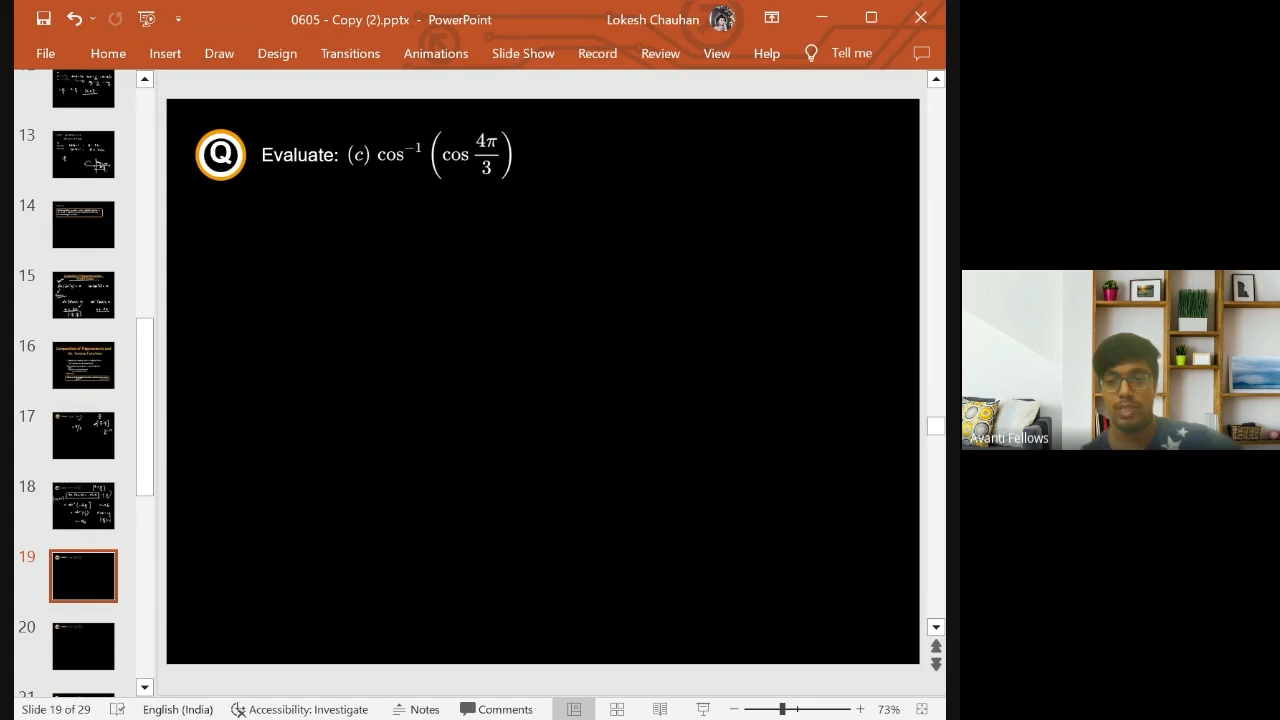 0605 - Copy (2).pptx - PowerPoint
Lokesh Chauhan
File Home Insert Draw Design Transitions Animations Slide Show Record Review View Help Tell me
13
14
15
16
17
18
19
20
Q Evaluate: (c) cos⁻¹ (cos 4π/3)
Avanti Fellows
Slide 19 of 29 English (India) Accessibility: Investigate Notes Comments 73%